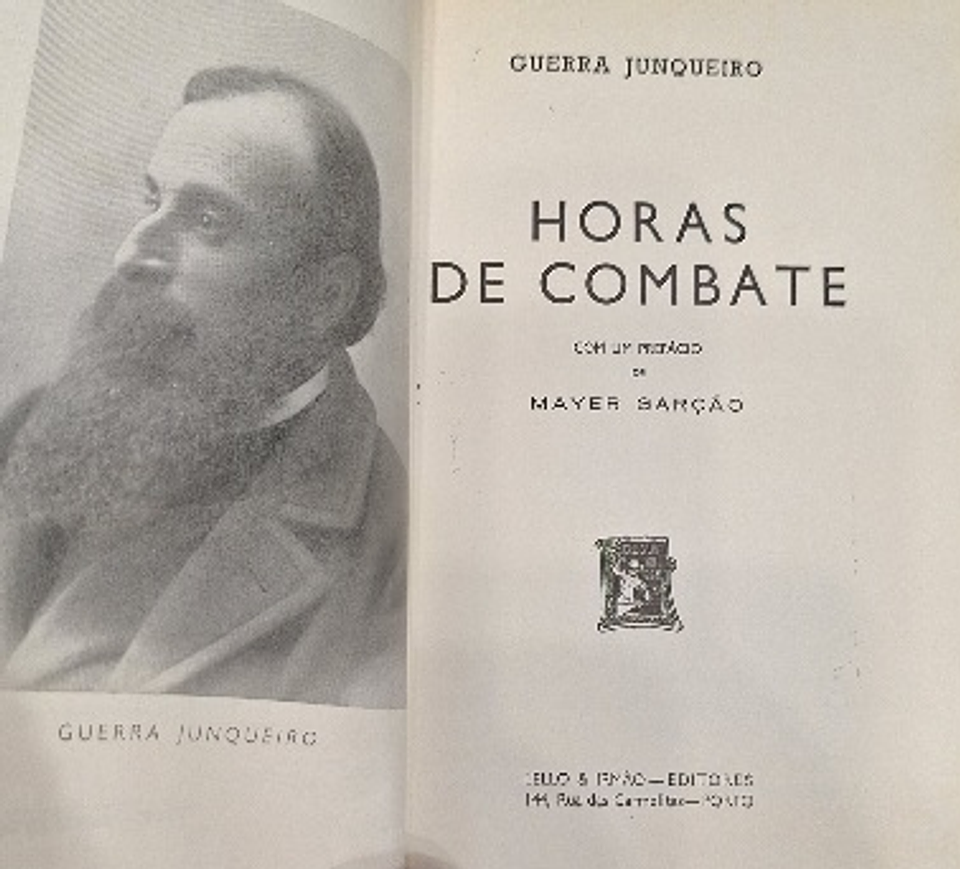 GUERRA JUNQUEIRO
GUERRA JUNQUEIRO
HORAS
DE COMBATE
COM UM PREFÁCIO
DE
MAYER GARÇÃO
LELLO & IRMÃO—EDITORES
144, Rua das Carmelitas—PORTO